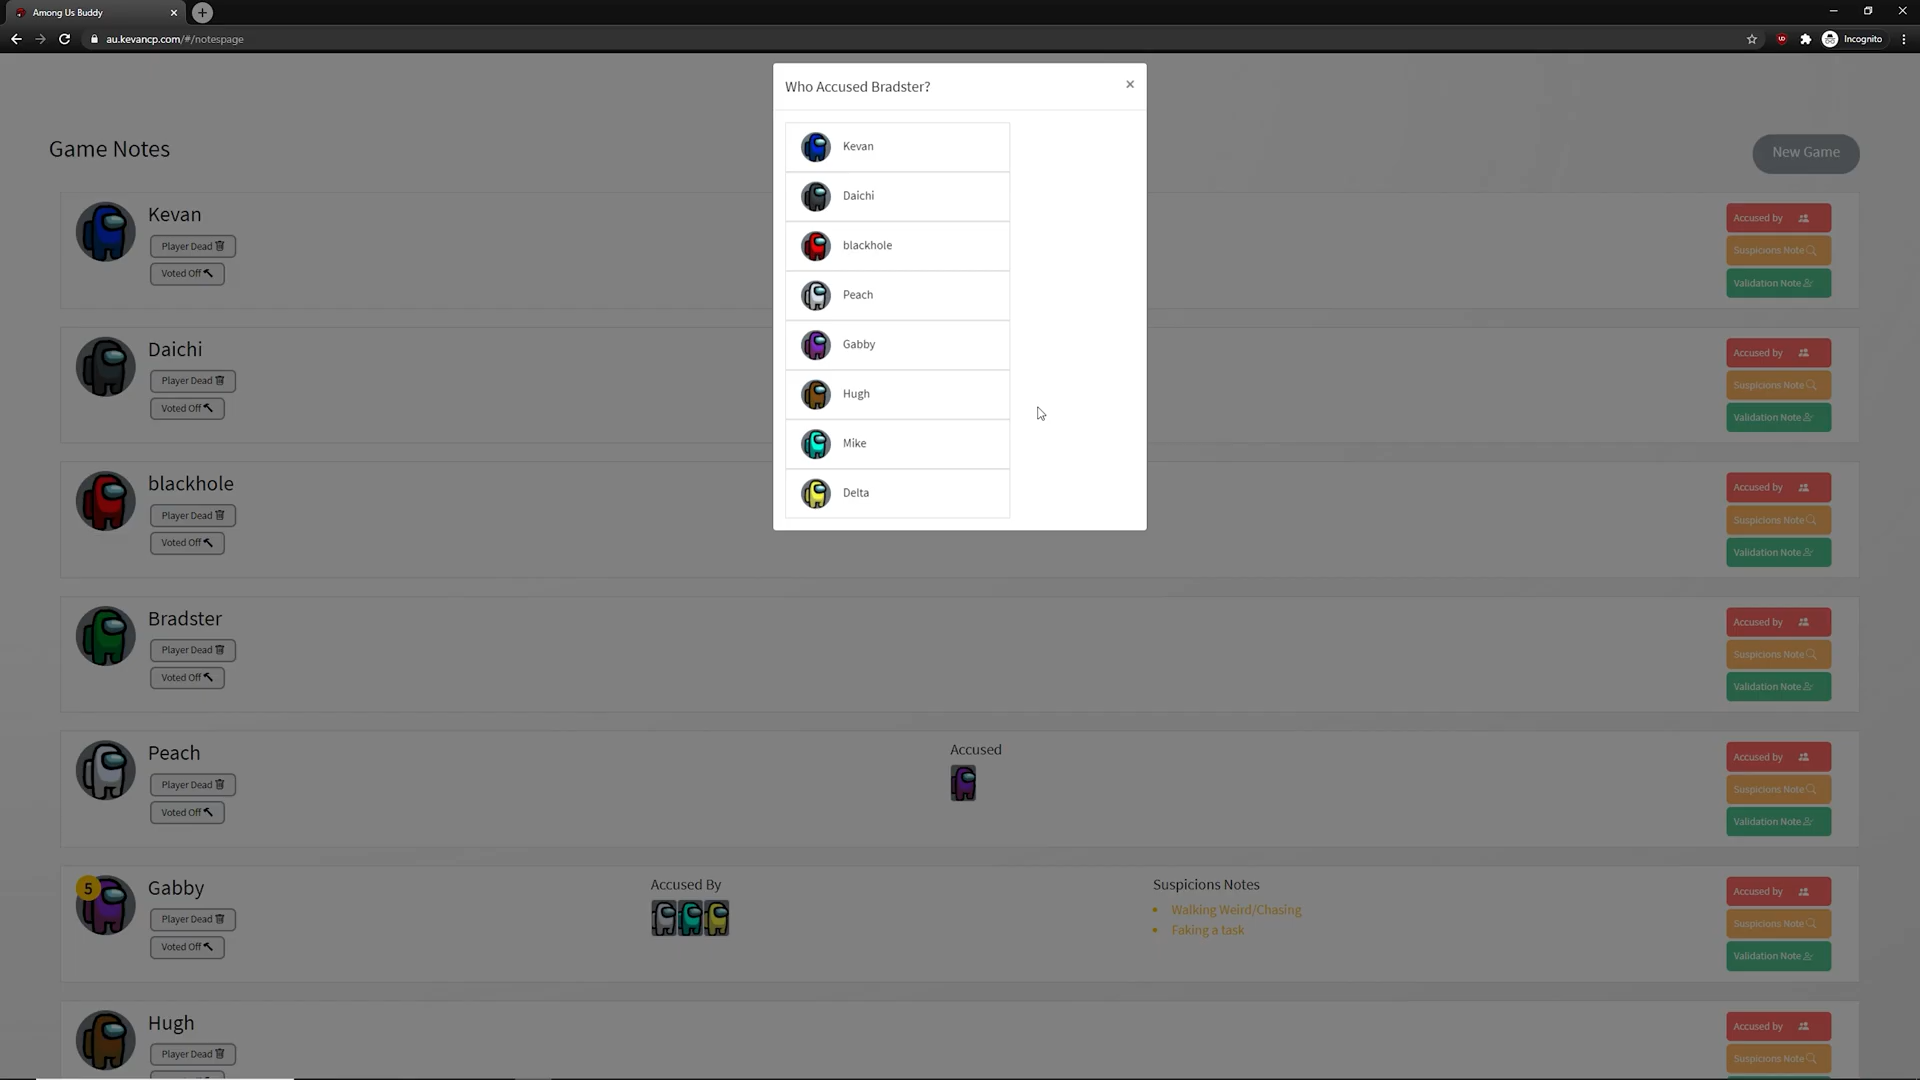 Among Us Buddy
au.kevancp.com/#/notespage
Incognito
Who Accused Bradster?
Kevan
Daichi
blackhole
Peach
Gabby
Hugh
Mike
Delta
Game Notes
New Game
Kevan
Player Dead
Voted Off
Accused by
Suspicions Note
Validation Note
Daichi
Player Dead
Voted Off
Accused by
Suspicions Note
Validation Note
blackhole
Player Dead
Voted Off
Accused by
Suspicions Note
Validation Note
Bradster
Player Dead
Voted Off
Accused by
Suspicions Note
Validation Note
Peach
Player Dead
Voted Off
Accused
Accused by
Suspicions Note
Validation Note
5
Gabby
Player Dead
Voted Off
Accused By
Suspicions Notes
Walking Weird/Chasing
Faking a task
Accused by
Suspicions Note
Validation Note
Hugh
Player Dead
Accused by
Suspicions Note